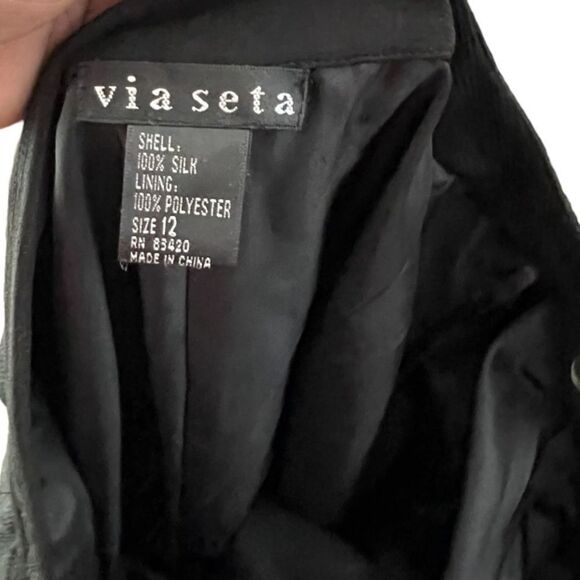 via seta
SHELL:
100% SILK
LINING:
100% POLYESTER
SIZE 12
RN 83420
MADE IN CHINA